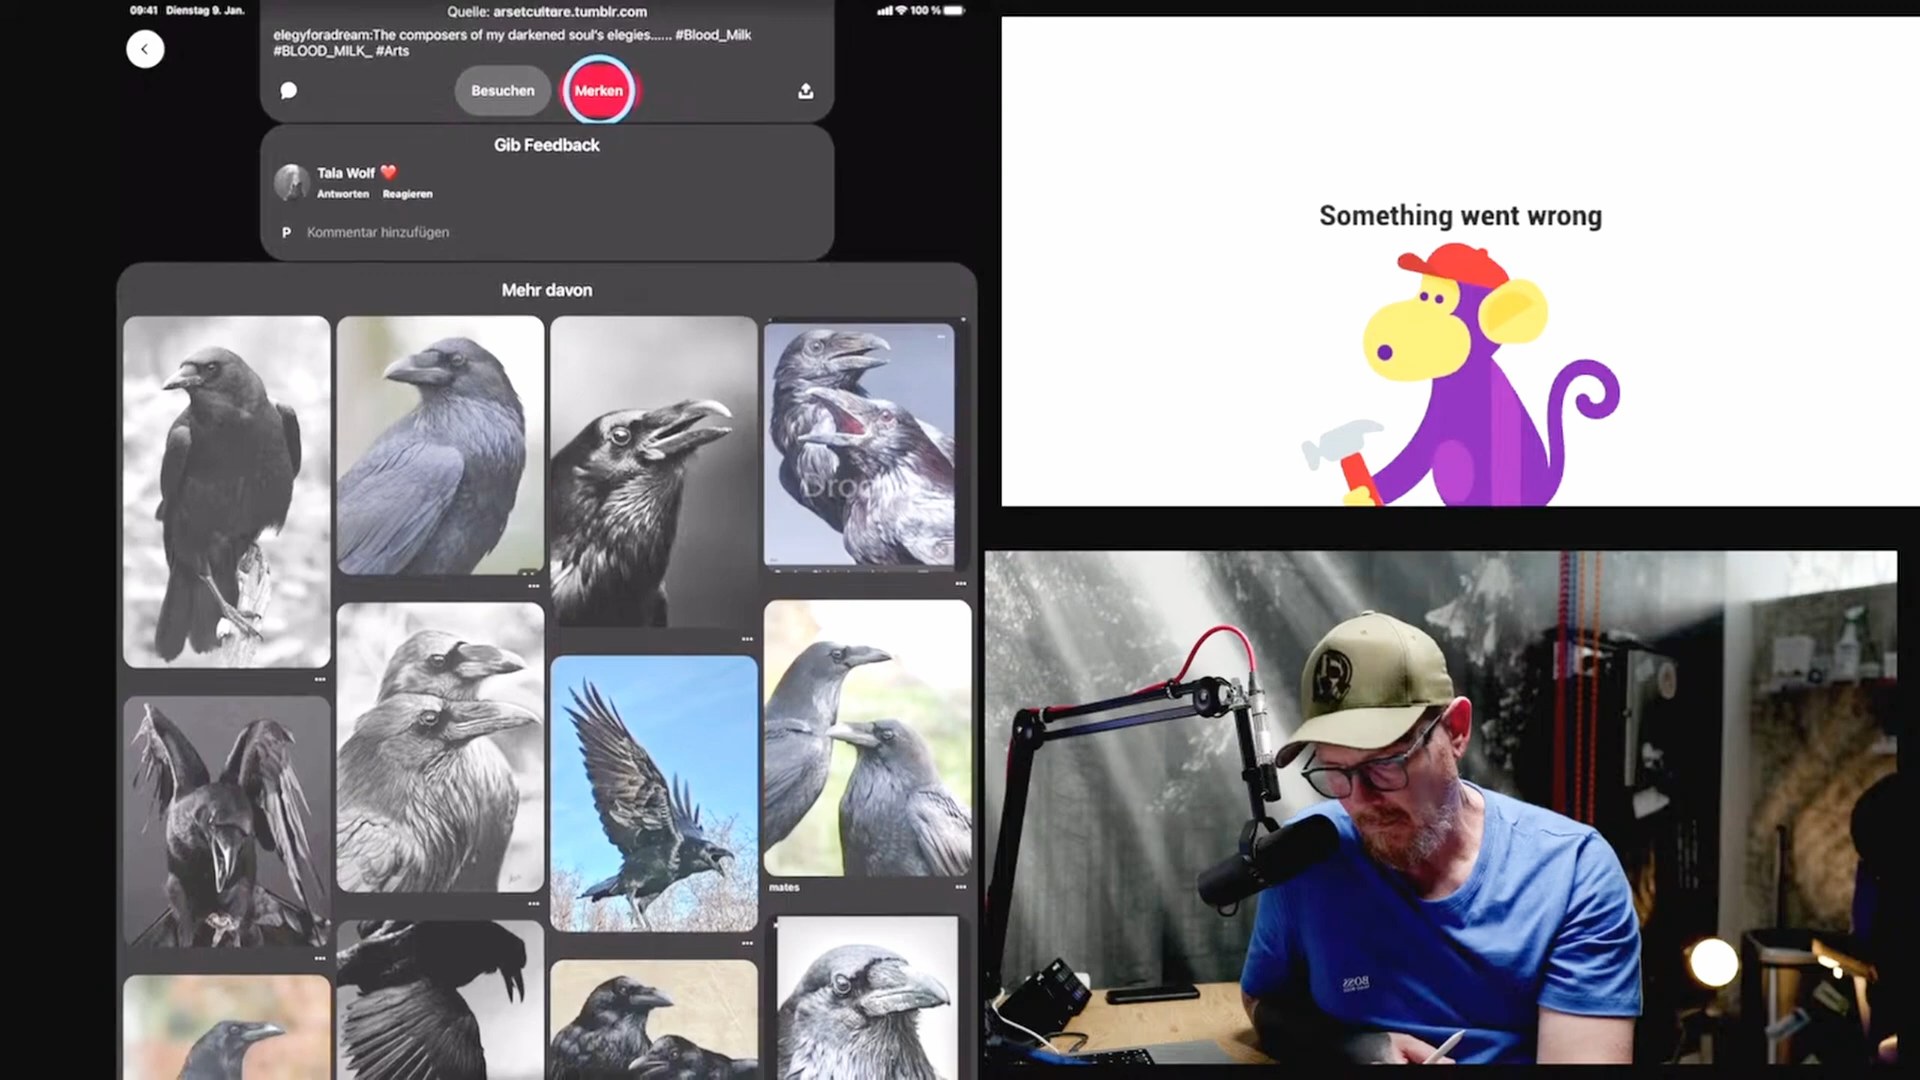 09:41 Dienstag 9. Jan.
Quelle: arsetculture.tumblr.com
100 %
elegyforadream:The composers of my darkened soul's elegies...... #Blood_Milk
#BLOOD_MILK_ #Arts
Besuchen
Merken
Gib Feedback
Tala Wolf ❤️
Antworten Reagieren
P Kommentar hinzufügen
Mehr davon
mates
Something went wrong
BOSS